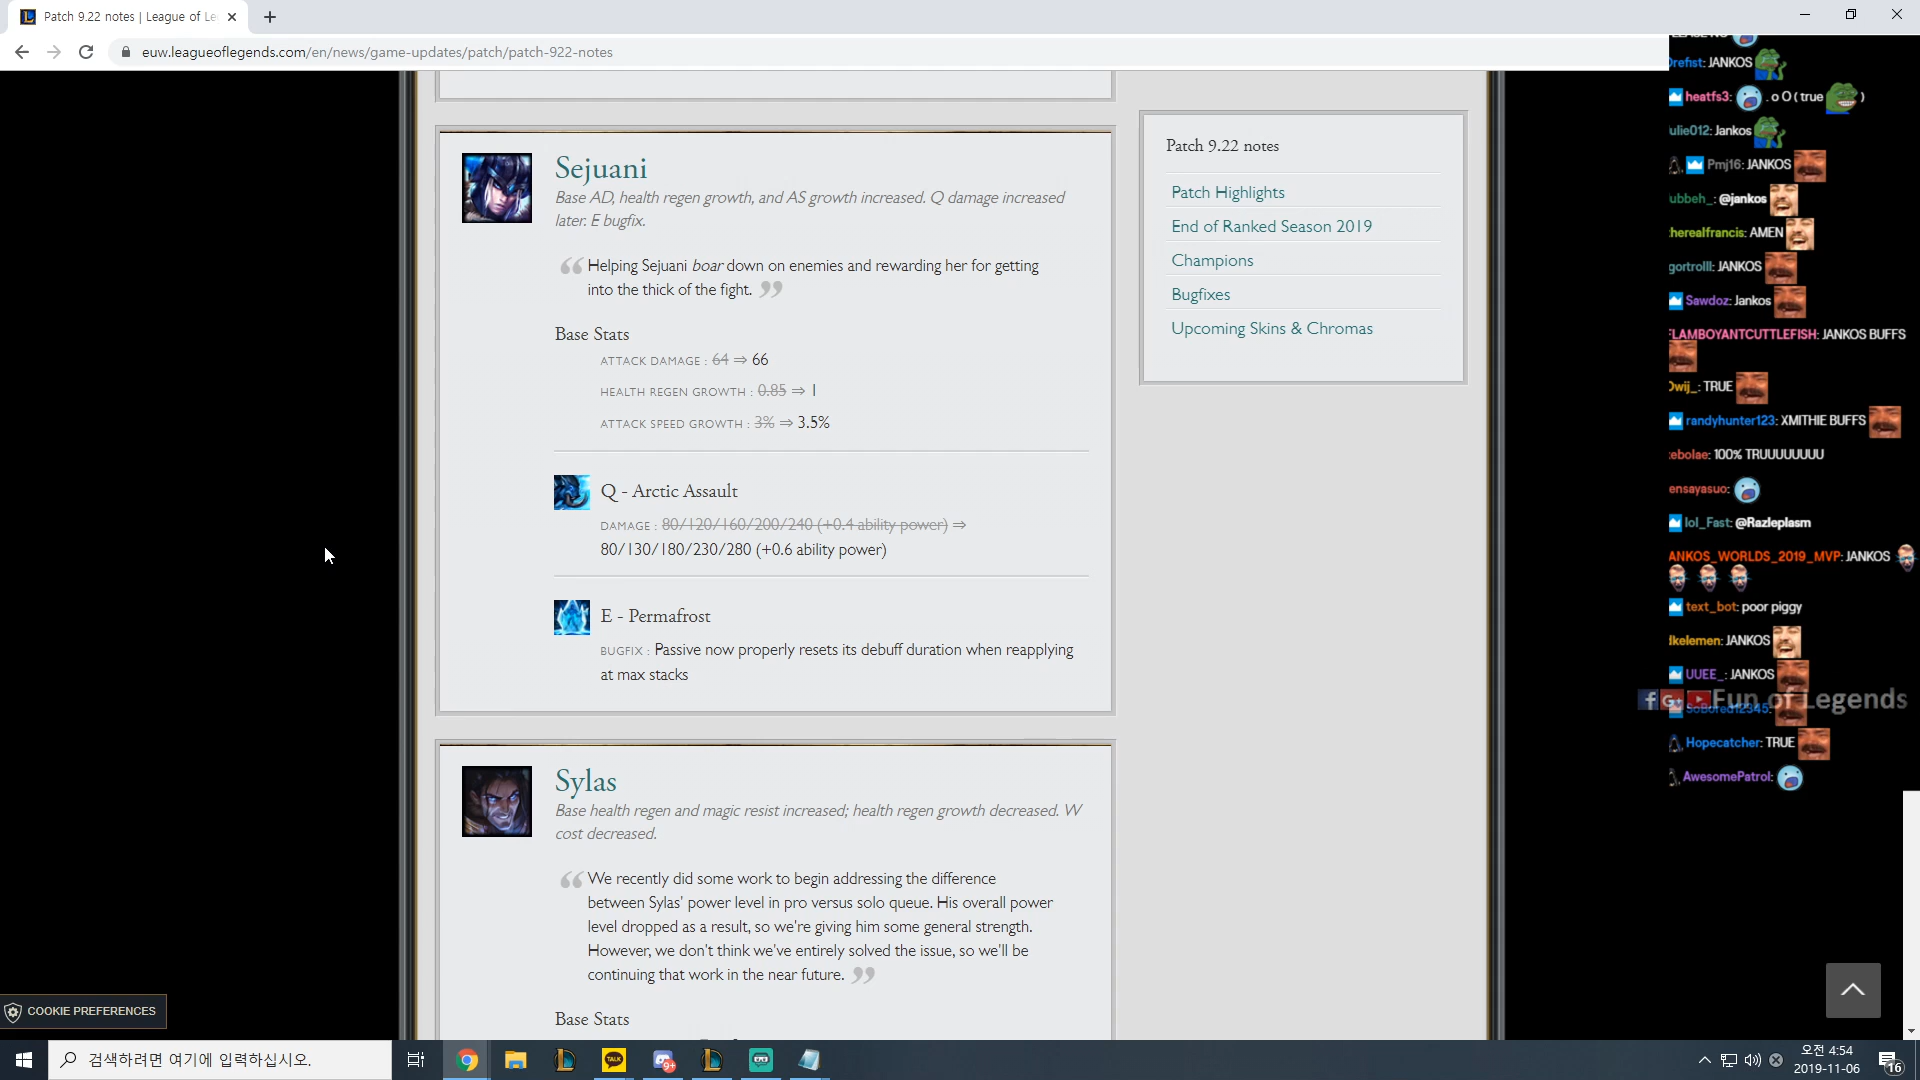 Patch 9.22 notes | League of Le
euw.leagueoflegends.com/en/news/game-updates/patch/patch-922-notes
Sejuani
Base AD, health regen growth, and AS growth increased. Q damage increased
later. E bugfix.
Helping Sejuani boar down on enemies and rewarding her for getting
into the thick of the fight.
Base Stats
ATTACK DAMAGE : 64 ⇒ 66
HEALTH REGEN GROWTH : 0.85 ⇒ 1
ATTACK SPEED GROWTH : 3% ⇒ 3.5%
Q - Arctic Assault
DAMAGE : 80/120/160/200/240 (+0.4 ability power) ⇒
80/130/180/230/280 (+0.6 ability power)
E - Permafrost
BUGFIX : Passive now properly resets its debuff duration when reapplying
at max stacks
Sylas
Base health regen and magic resist increased; health regen growth decreased. W
cost decreased.
We recently did some work to begin addressing the difference
between Sylas' power level in pro versus solo queue. His overall power
level dropped as a result, so we're giving him some general strength.
However, we don't think we've entirely solved the issue, so we'll be
continuing that work in the near future.
Base Stats
Patch 9.22 notes
Patch Highlights
End of Ranked Season 2019
Champions
Bugfixes
Upcoming Skins & Chromas
Drefist: JANKOS
heatfs3: . o O ( true )
ulie012: Jankos
Pmj16: JANKOS
ubbeh_: @jankos
therealfrancis: AMEN
gortrolll: JANKOS
Sawdoz: Jankos
FLAMBOYANTCUTTLEFISH: JANKOS BUFFS
Dwij_: TRUE
randyhunter123: XMITHIE BUFFS
zebolae: 100% TRUUUUUUUU
ensayasuo:
lol_Fast: @Razleplasm
ANKOS_WORLDS_2019_MVP: JANKOS
text_bot: poor piggy
dkelemen: JANKOS
UUEE_: JANKOS
Fun of Legends
SoBored12345:
Hopecatcher: TRUE
AwesomePatrol:
COOKIE PREFERENCES
검색하려면 여기에 입력하십시오.
TALK
9+
오전 4:54
2019-11-06
16